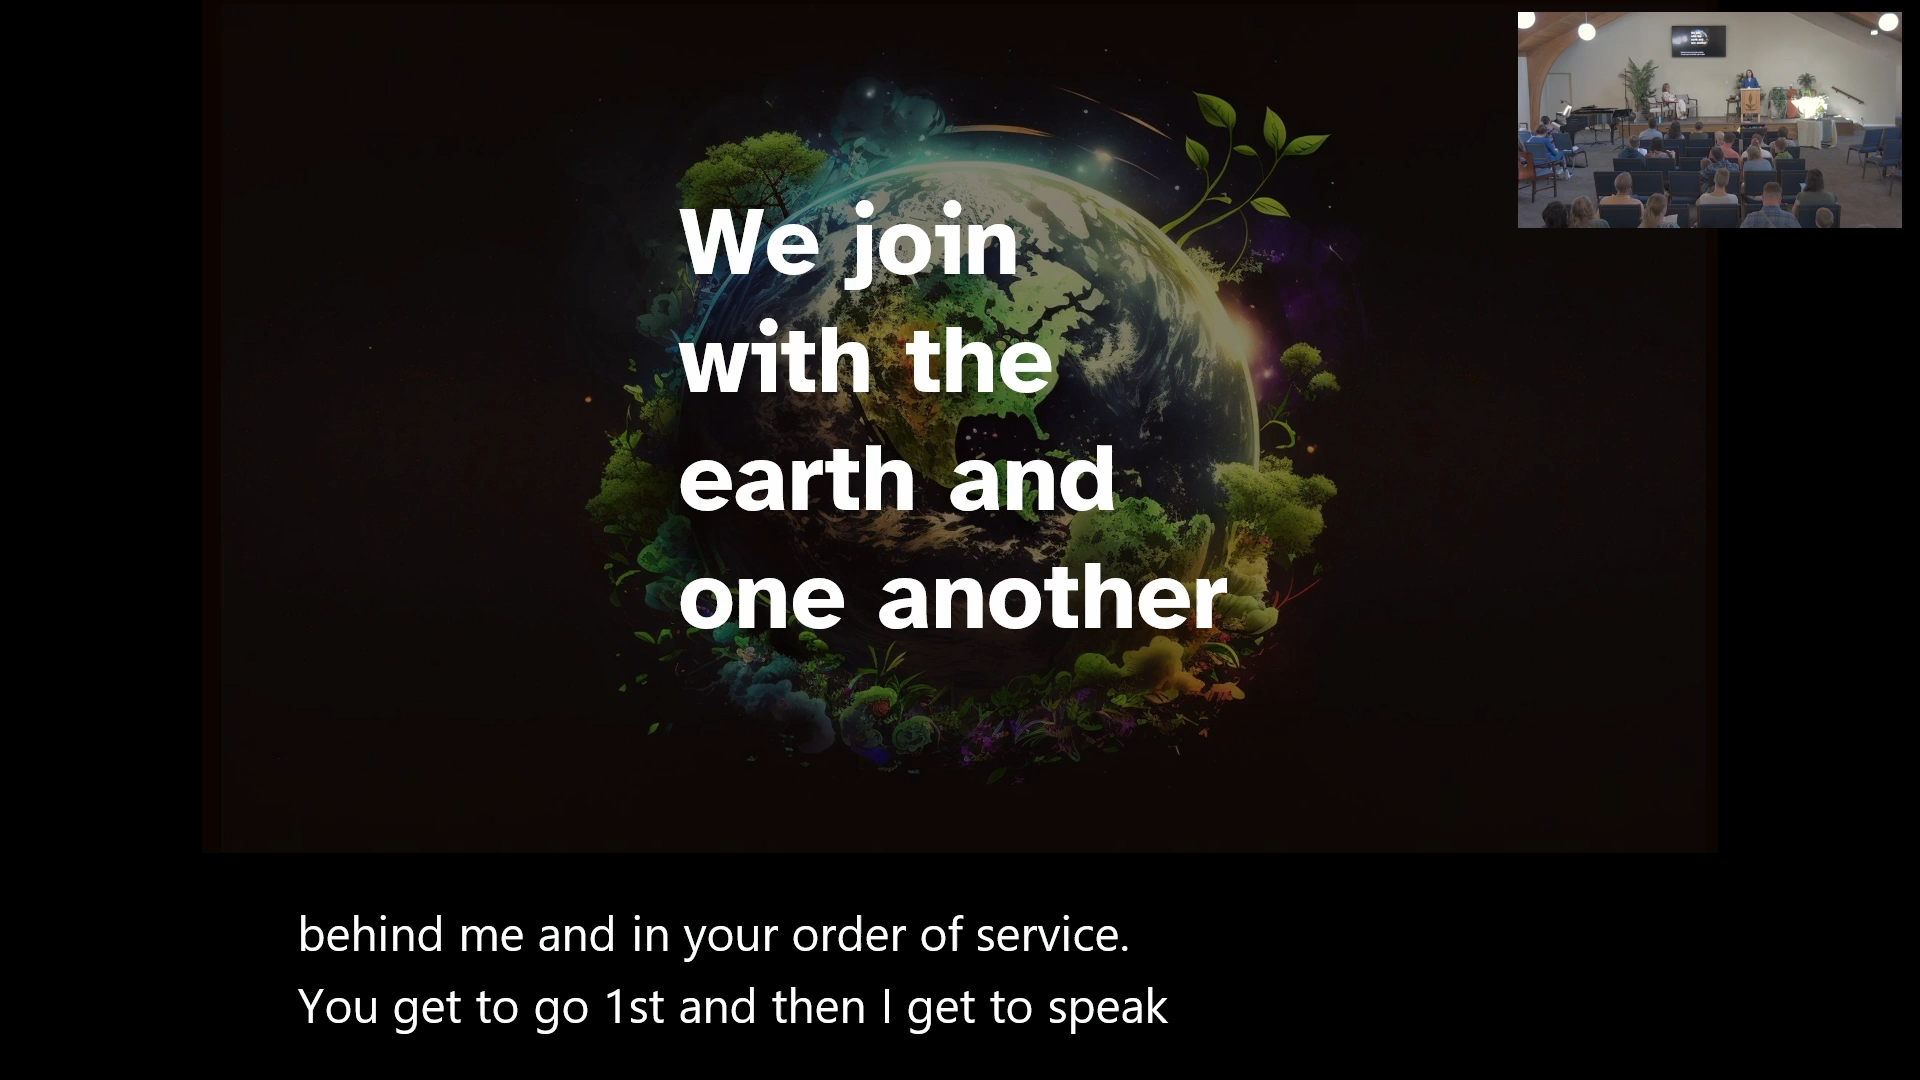 We join
with the
earth and
one another
behind me and in your order of service.
You get to go 1st and then I get to speak